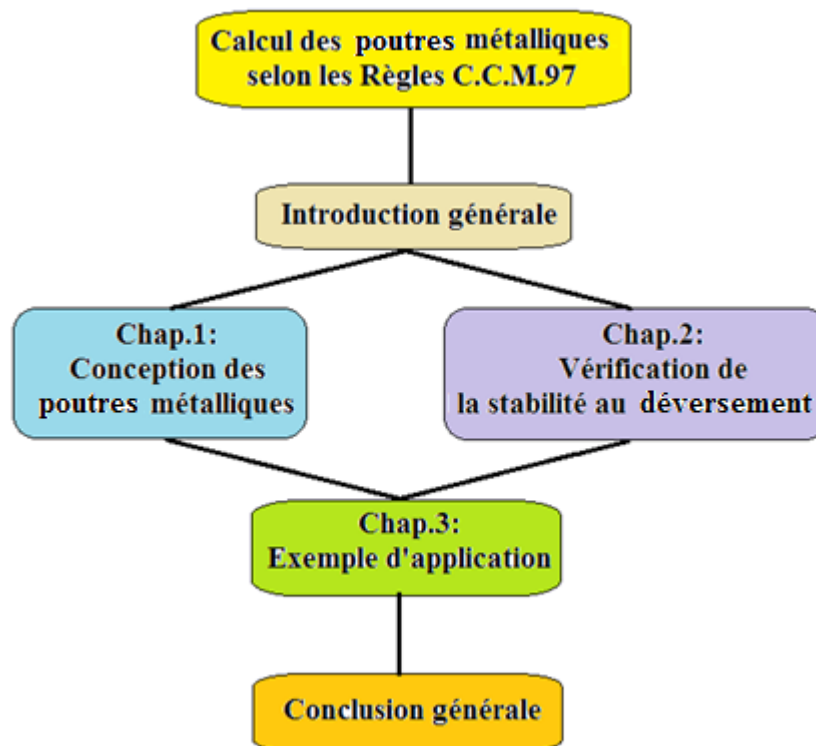 Calcul des poutres métalliques
selon les Règles C.C.M.97
Introduction générale
Chap.1:
Conception des
poutres métalliques
Chap.2:
Vérification de
la stabilité au déversement
Chap.3:
Exemple d'application
Conclusion générale